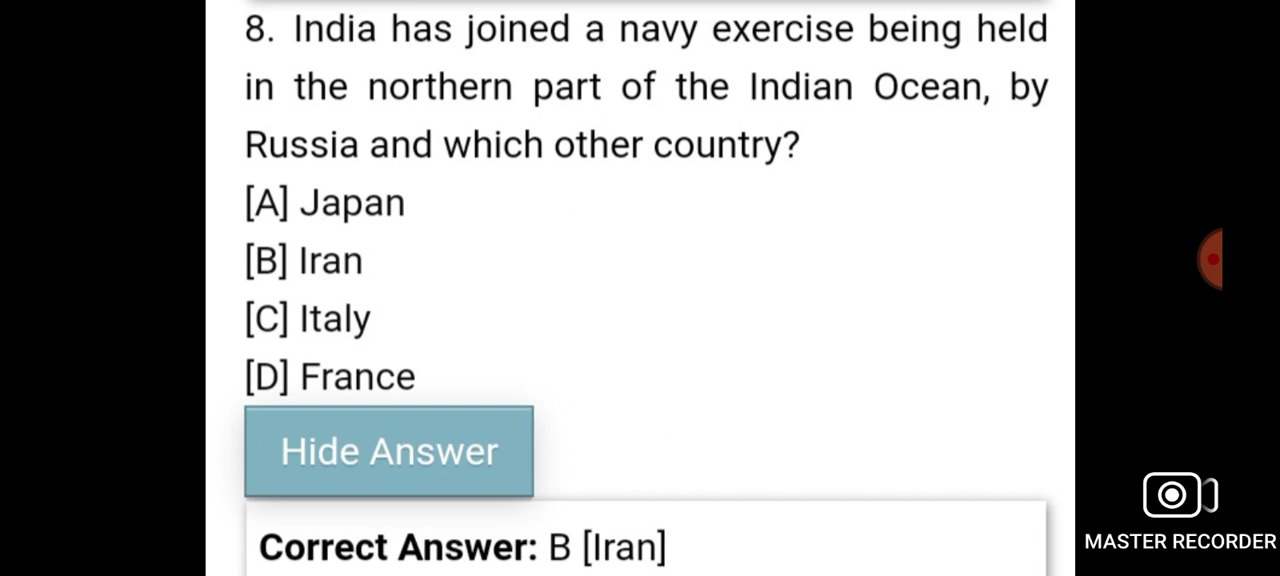 8. India has joined a navy exercise being held
in the northern part of the Indian Ocean, by
Russia and which other country?
[A] Japan
[B] Iran
[C] Italy
[D] France
Hide Answer
Correct Answer: B [Iran]
MASTER RECORDER